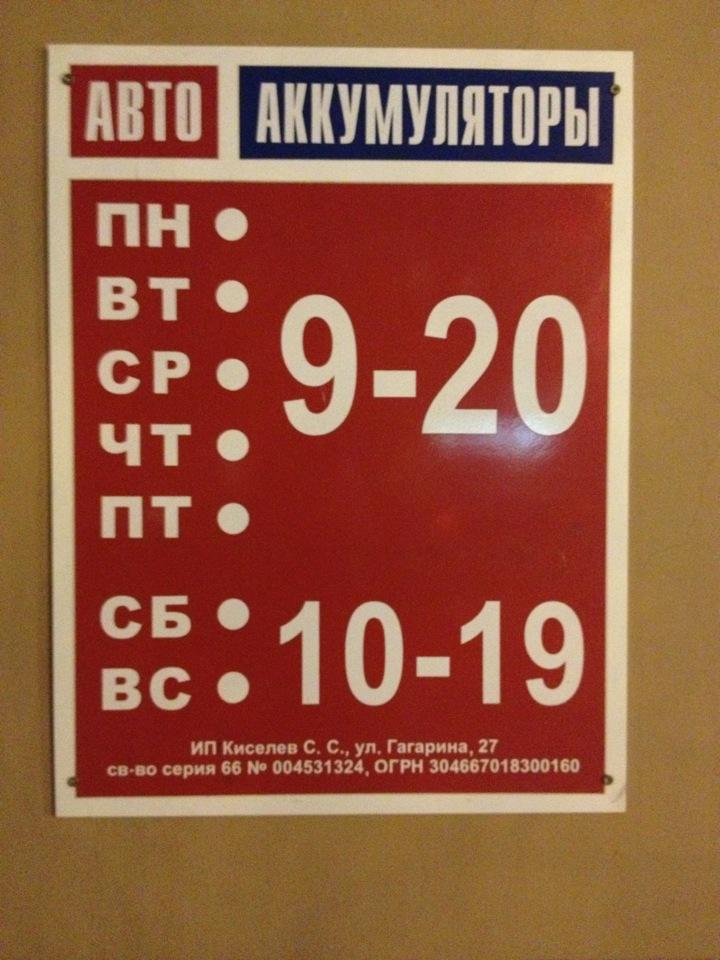 АВТО АККУМУЛЯТОРЫ
ПН
ВТ
СР
ЧТ
ПТ
9-20
СБ
ВС
10-19
ИП Киселев С. С., ул. Гагарина, 27
св-во серия 66 № 004531324, ОГРН 304667018300160